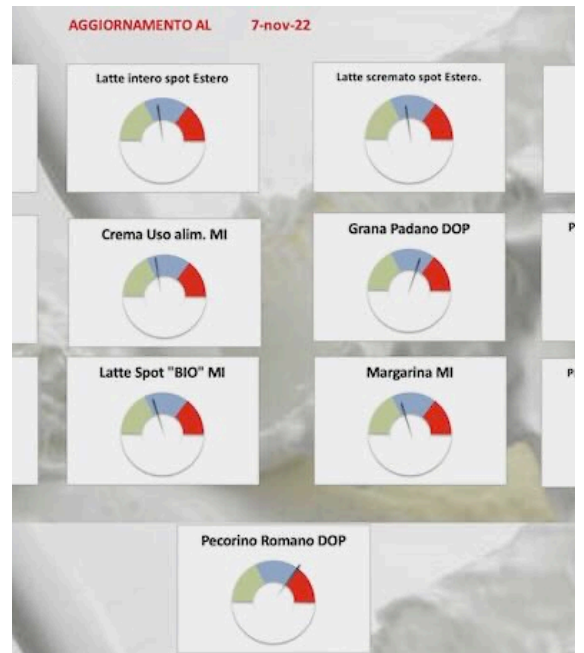 AGGIORNAMENTO AL 7-nov-22
Latte intero spot Estero
Latte scremato spot Estero.
Crema Uso alim. MI
Grana Padano DOP
P
Latte Spot "BIO" MI
Margarina MI
P
Pecorino Romano DOP